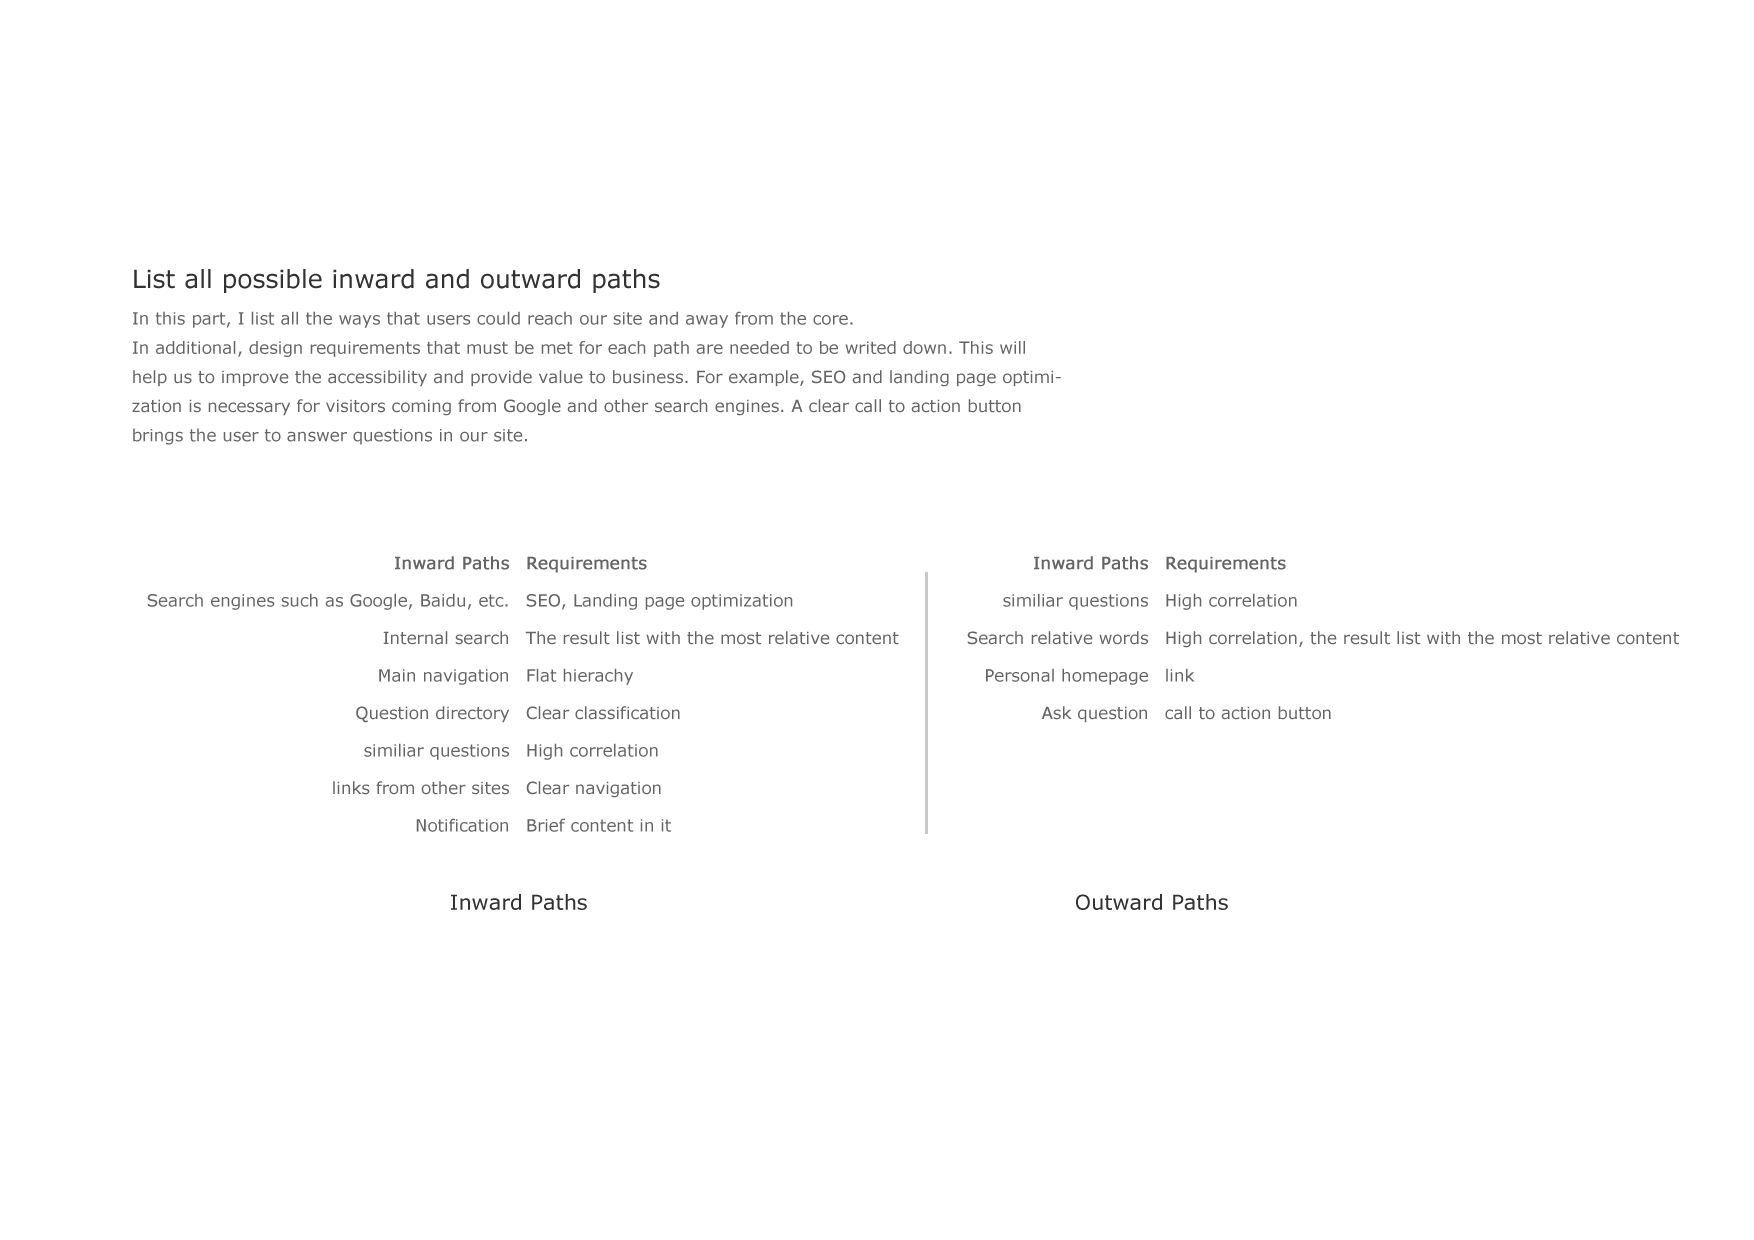 List all possible inward and outward paths
In this part, I list all the ways that users could reach our site and away from the core.
In additional, design requirements that must be met for each path are needed to be writed down. This will
help us to improve the accessibility and provide value to business. For example, SEO and landing page optimi-
zation is necessary for visitors coming from Google and other search engines. A clear call to action button
brings the user to answer questions in our site.
Inward Paths Requirements
Search engines such as Google, Baidu, etc. SEO, Landing page optimization
Internal search The result list with the most relative content
Main navigation Flat hierachy
Question directory Clear classification
similiar questions High correlation
links from other sites Clear navigation
Notification Brief content in it
Inward Paths
Inward Paths Requirements
similiar questions High correlation
Search relative words High correlation, the result list with the most relative content
Personal homepage link
Ask question call to action button
Outward Paths